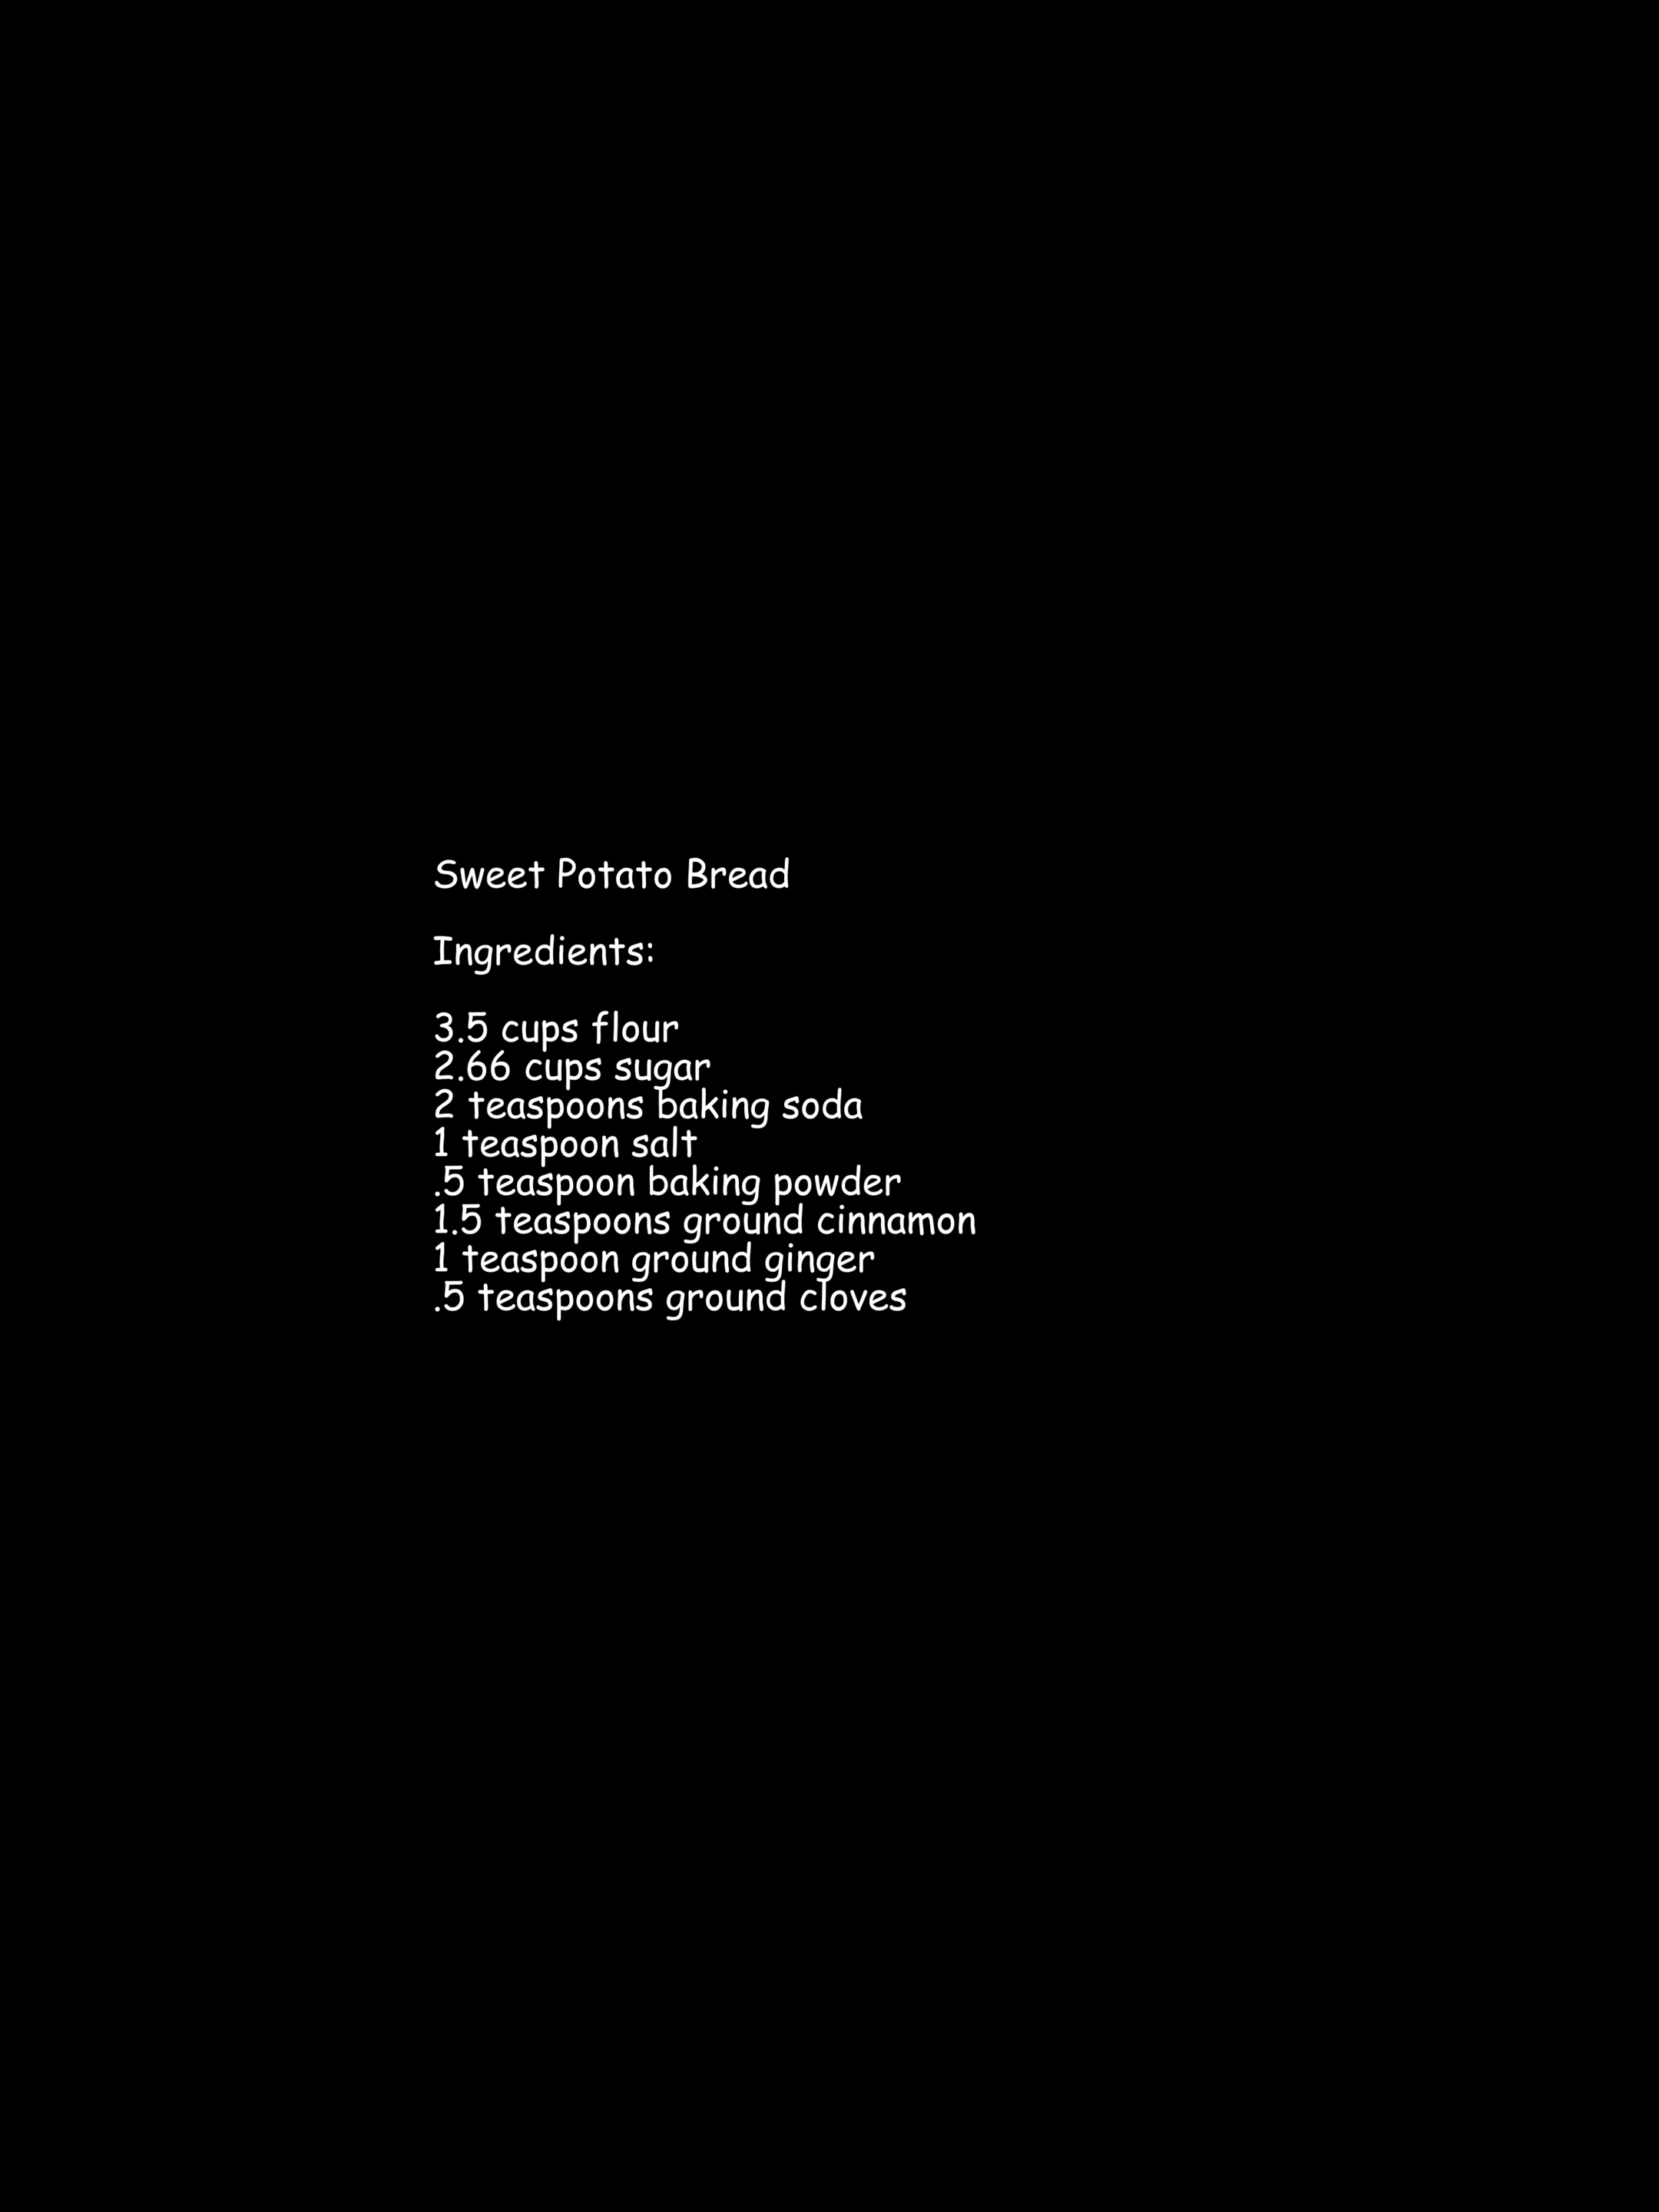 Sweet Potato Bread
Ingredients:
3.5 cups flour
2.66 cups sugar
2 teaspoons baking soda
1 teaspoon salt
.5 teaspoon baking powder
1.5 teaspoons ground cinnamon
1 teaspoon ground ginger
.5 teaspoons ground cloves